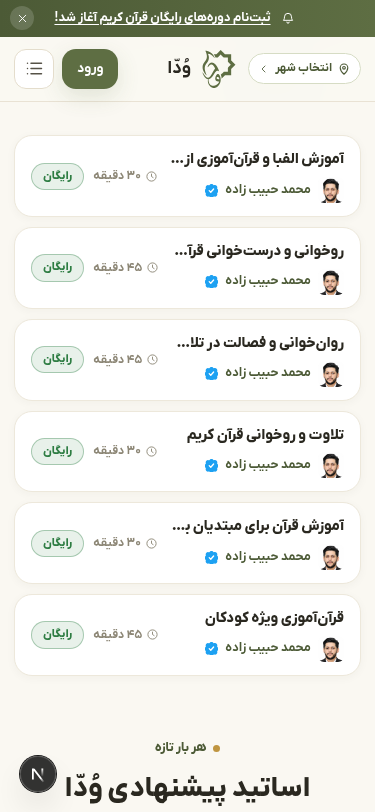 ثبت‌نام دوره‌های رایگان قرآن کریم آغاز شد!
انتخاب شهر
وُدّا
ورود
آموزش الفبا و قرآن‌آموزی از...
محمد حبیب زاده
۳۰ دقیقه
رایگان
روخوانی و درست‌خوانی قرآ...
محمد حبیب زاده
۴۵ دقیقه
رایگان
روان‌خوانی و فصالت در تلا...
محمد حبیب زاده
۴۵ دقیقه
رایگان
تلاوت و روخوانی قرآن کریم
محمد حبیب زاده
۳۰ دقیقه
رایگان
آموزش قرآن برای مبتدیان ب...
محمد حبیب زاده
۳۰ دقیقه
رایگان
قرآن‌آموزی ویژه کودکان
محمد حبیب زاده
۴۵ دقیقه
رایگان
هر بار تازه
اساتید پیشنهادی وُدّا
N